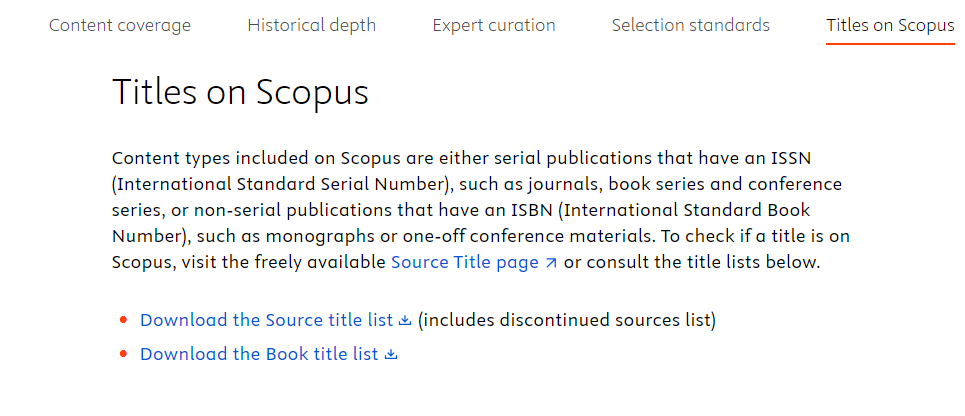 Content coverage Historical depth Expert curation Selection standards Titles on Scopus
Titles on Scopus
Content types included on Scopus are either serial publications that have an ISSN
(International Standard Serial Number), such as journals, book series and conference
series, or non-serial publications that have an ISBN (International Standard Book
Number), such as monographs or one-off conference materials. To check if a title is on
Scopus, visit the freely available Source Title page ↗ or consult the title lists below.
• Download the Source title list (includes discontinued sources list)
• Download the Book title list